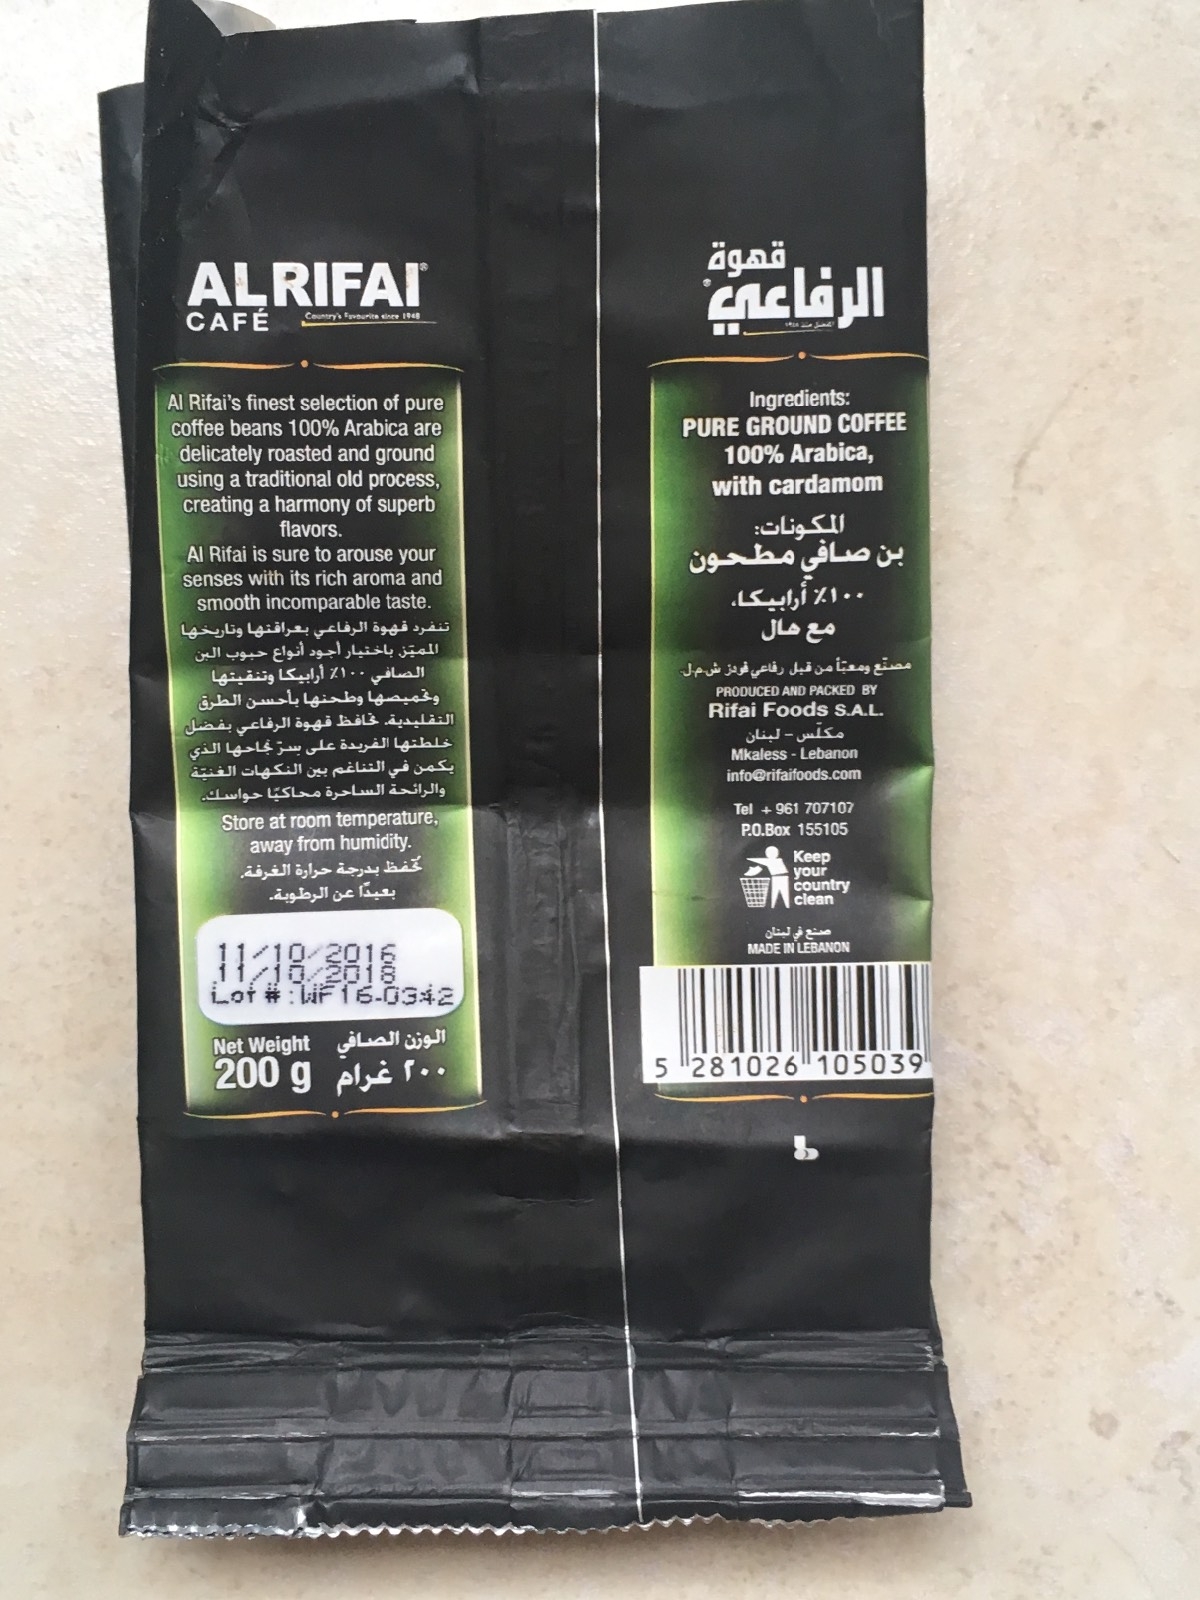 AL RIFAI®
CAFÉ
Country's Favourite since 1948
Al Rifai's finest selection of pure
coffee beans 100% Arabica are
delicately roasted and ground
using a traditional old process,
creating a harmony of superb
flavors.
Al Rifai is sure to arouse your
senses with its rich aroma and
smooth incomparable taste.
تنفرد قهوة الرفاعي بعراقتها وتاريخها
المميّز باختيار أجود أنواع حبوب البن
الصافي ١٠٠٪ أرابيكا وتنقيتها
وتحميصها وطحنها بأحسن الطرق
التقليدية. تحافظ قهوة الرفاعي بفضل
خلطتها الفريدة على سرّ نجاحها الذي
يكمن في التناغم بين النكهات الغنيّة
والرائحة الساحرة محاكيًا حواسك.
Store at room temperature,
away from humidity.
تُحفظ بدرجة حرارة الغرفة.
بعيدًا عن الرطوبة.
11/10/2016
11/10/2018
Lot #:WF16-0342
Net Weight الوزن الصافي
200 g ٢٠٠ غرام
قهوة
الرفاعي®
المفضل منذ ١٩٤٨
Ingredients:
PURE GROUND COFFEE
100% Arabica,
with cardamom
المكونات:
بن صافي مطحون
١٠٠٪ أرابيكا،
مع هال
مصنّع ومعبّأ من قبل رفاعي فودز ش.م.ل.
PRODUCED AND PACKED BY
Rifai Foods S.A.L.
مكلّس - لبنان
Mkaless - Lebanon
info@rifaifoods.com
Tel + 961 707107
P.O.Box 155105
Keep
your
country
clean
صنع في لبنان
MADE IN LEBANON
5 281026 105039